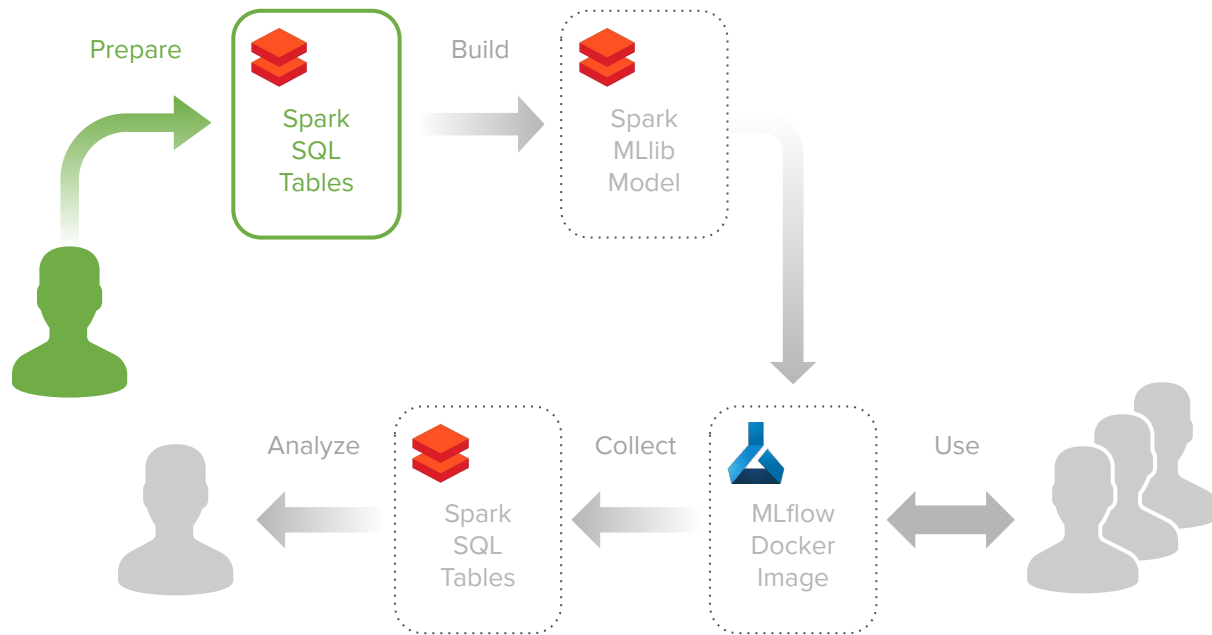 Prepare
Spark
SQL
Tables
Build
Spark
MLlib
Model
Analyze
Spark
SQL
Tables
Collect
MLflow
Docker
Image
Use